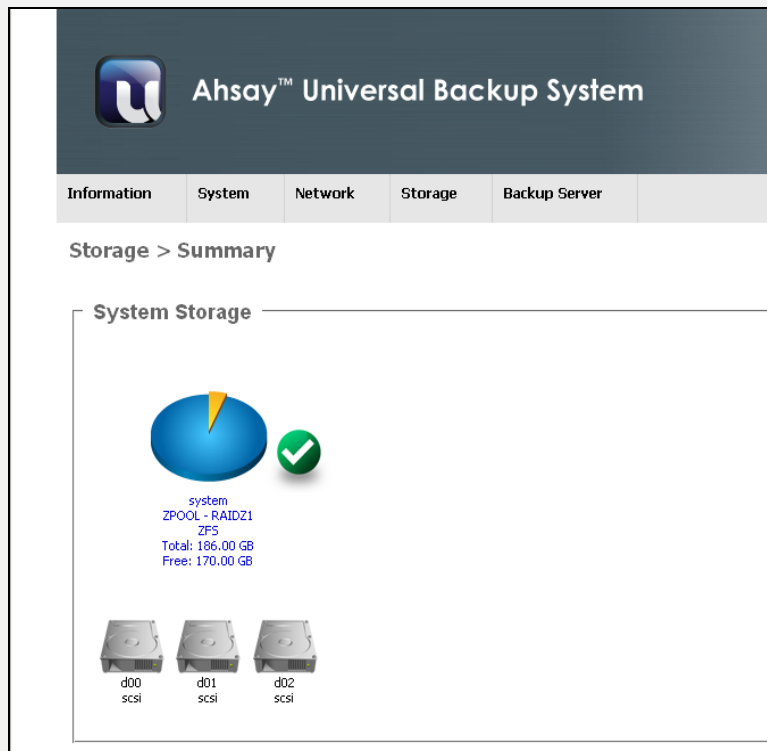 Ahsay™ Universal Backup System
Information System Network Storage Backup Server
Storage > Summary
System Storage
system
ZPOOL - RAIDZ1
ZFS
Total: 186.00 GB
Free: 170.00 GB
d00 d01 d02
scsi scsi scsi